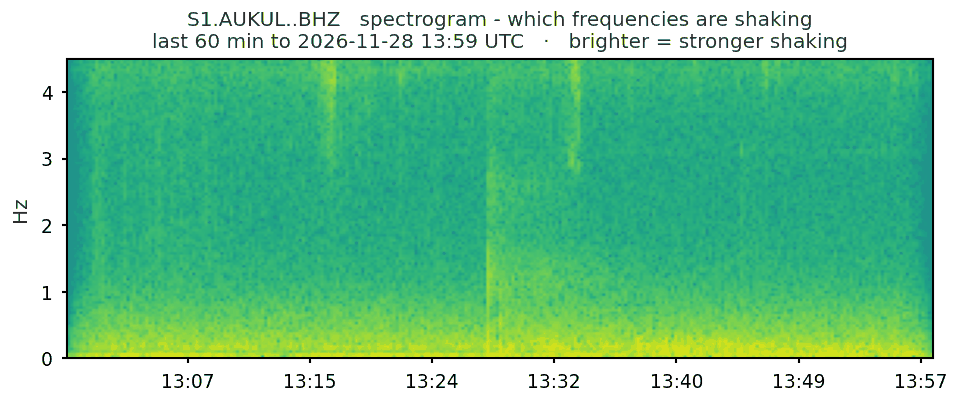 S1.AUKUL..BHZ   spectrogram - which frequencies are shaking
last 60 min to 2026-11-28 13:59 UTC   ·   brighter = stronger shaking
4
3
Hz
2
1
0
13:07 13:15 13:24 13:32 13:40 13:49 13:57